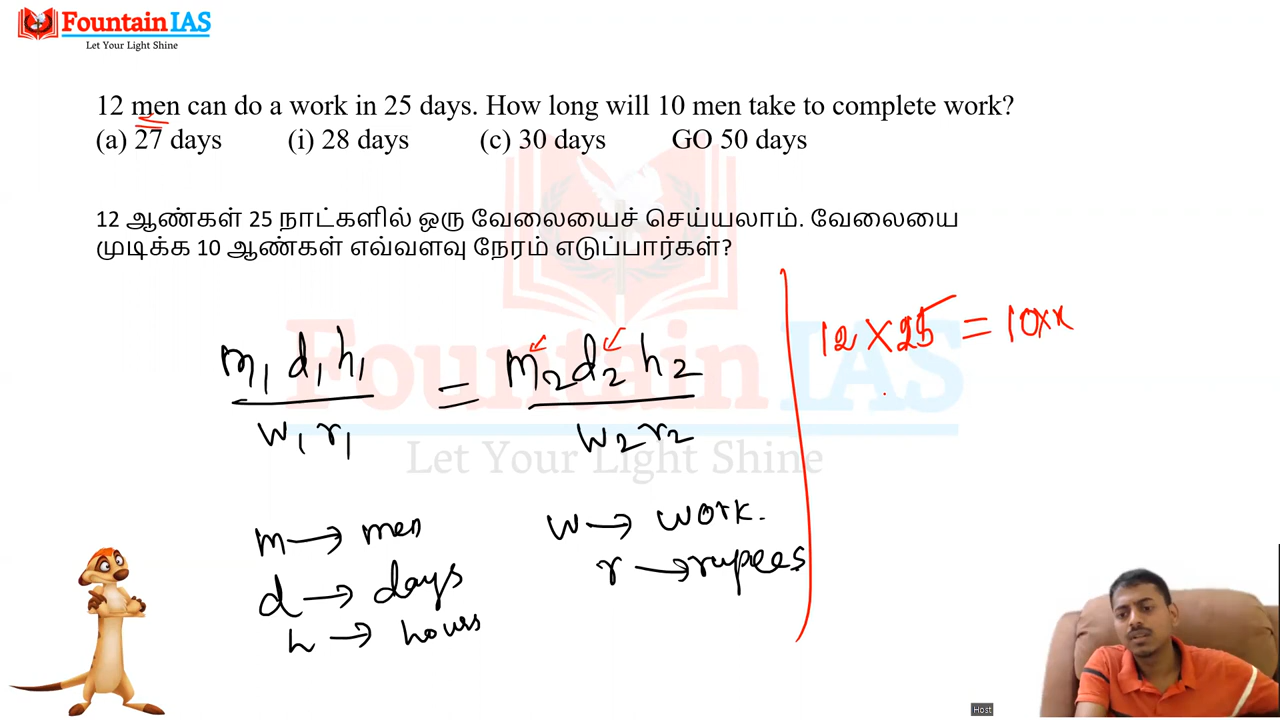 Fountain IAS
Let Your Light Shine
12 men can do a work in 25 days. How long will 10 men take to complete work?
(a) 27 days (i) 28 days (c) 30 days GO 50 days
12 ஆண்கள் 25 நாட்களில் ஒரு வேலையைச் செய்யலாம். வேலையை
முடிக்க 10 ஆண்கள் எவ்வளவு நேரம் எடுப்பார்கள்?
m1 d1 h1 / w1 r1 = m2 d2 h2 / w2 r2
12 × 25 = 10×x
Fountain IAS
Let Your Light Shine
m → men
d → days
h → hours
w → work.
r → rupees
Host